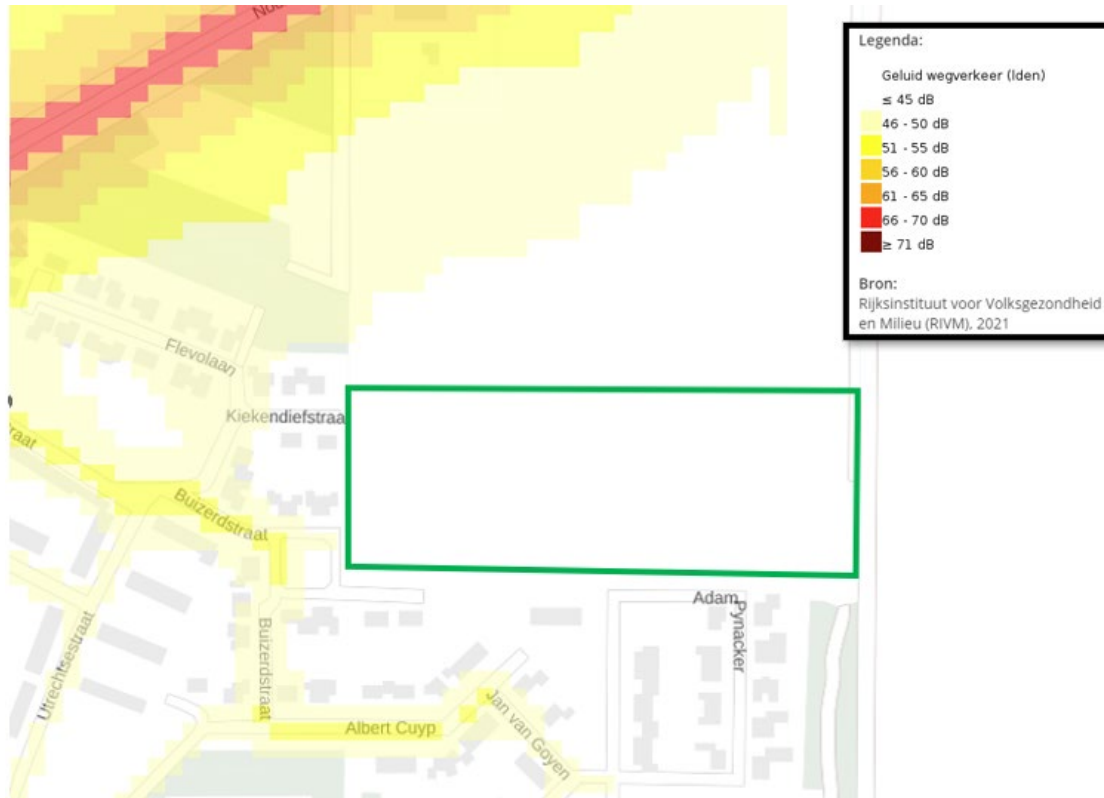 Legenda:
Geluid wegverkeer (lden)
≤ 45 dB
46 - 50 dB
51 - 55 dB
56 - 60 dB
61 - 65 dB
66 - 70 dB
≥ 71 dB
Bron:
Rijksinstituut voor Volksgezondheid
en Milieu (RIVM), 2021
Flevolaan
Kiekendiefstraa
raat
Buizerdstraat
Utrechtsestraat
Buizerdstraat
Albert Cuyp
Jan van Goyen
Adam
Pynacker